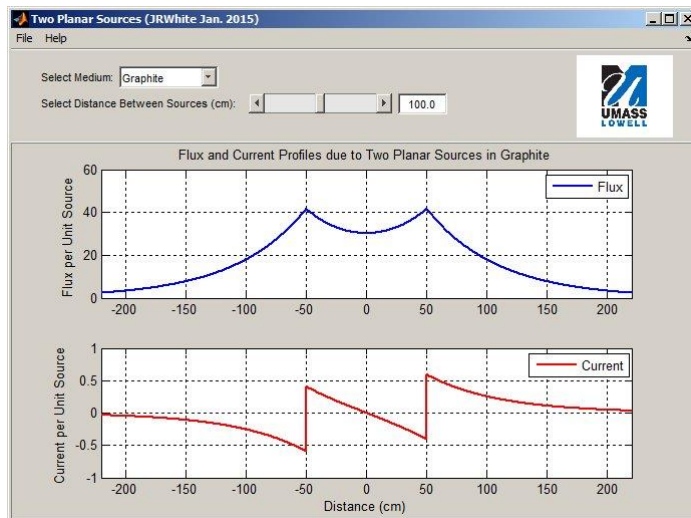 Two Planar Sources (JRWhite Jan. 2015)
File Help
Select Medium: Graphite
Select Distance Between Sources (cm): 100.0
UMASS
LOWELL
Flux and Current Profiles due to Two Planar Sources in Graphite
Flux per Unit Source
60
40
20
0
Flux
-200 -150 -100 -50 0 50 100 150 200
Current per Unit Source
1
0.5
0
-0.5
-1
Current
-200 -150 -100 -50 0 50 100 150 200
Distance (cm)